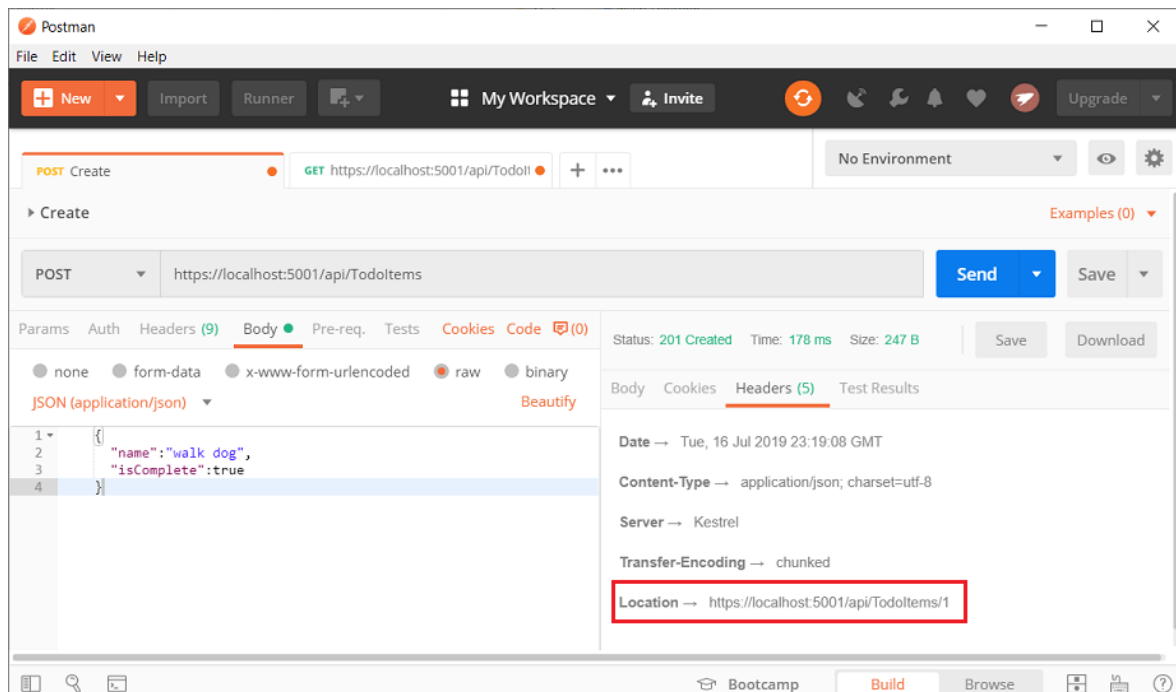 Postman
File Edit View Help
New Import Runner My Workspace Invite Upgrade
POST Create GET https://localhost:5001/api/TodoIt No Environment
Create Examples (0)
POST https://localhost:5001/api/TodoItems Send Save
Params Auth Headers (9) Body Pre-req. Tests Cookies Code (0)
Status: 201 Created Time: 178 ms Size: 247 B Save Download
none form-data x-www-form-urlencoded raw binary
Body Cookies Headers (5) Test Results
JSON (application/json) Beautify
1 {
2 "name":"walk dog",
3 "isComplete":true
4 }
Date → Tue, 16 Jul 2019 23:19:08 GMT
Content-Type → application/json; charset=utf-8
Server → Kestrel
Transfer-Encoding → chunked
Location → https://localhost:5001/api/TodoItems/1
Bootcamp Build Browse